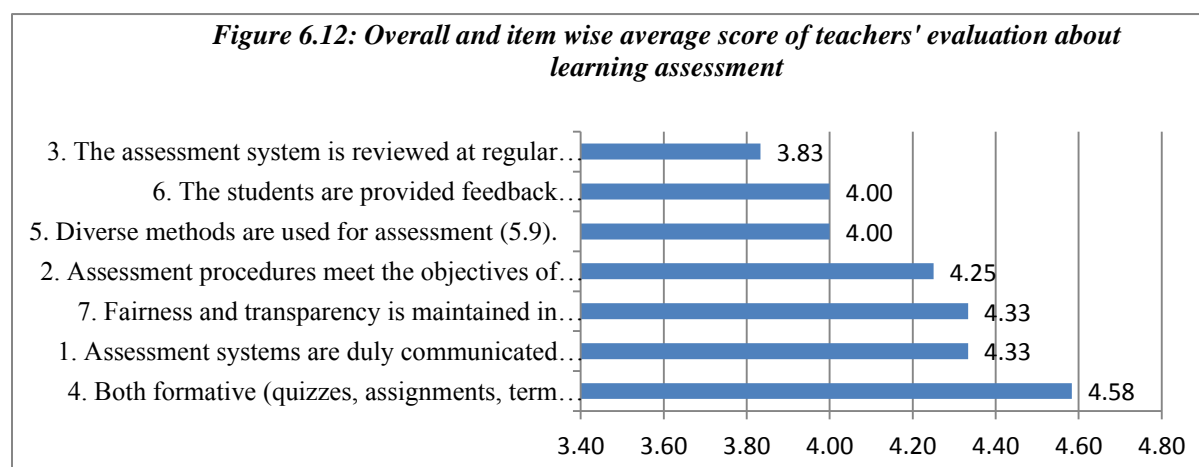 Figure 6.12: Overall and item wise average score of teachers' evaluation about
learning assessment
3. The assessment system is reviewed at regular…
3.83
6. The students are provided feedback…
4.00
5. Diverse methods are used for assessment (5.9).
4.00
2. Assessment procedures meet the objectives of…
4.25
7. Fairness and transparency is maintained in…
4.33
1. Assessment systems are duly communicated…
4.33
4. Both formative (quizzes, assignments, term…
4.58
3.40 3.60 3.80 4.00 4.20 4.40 4.60 4.80